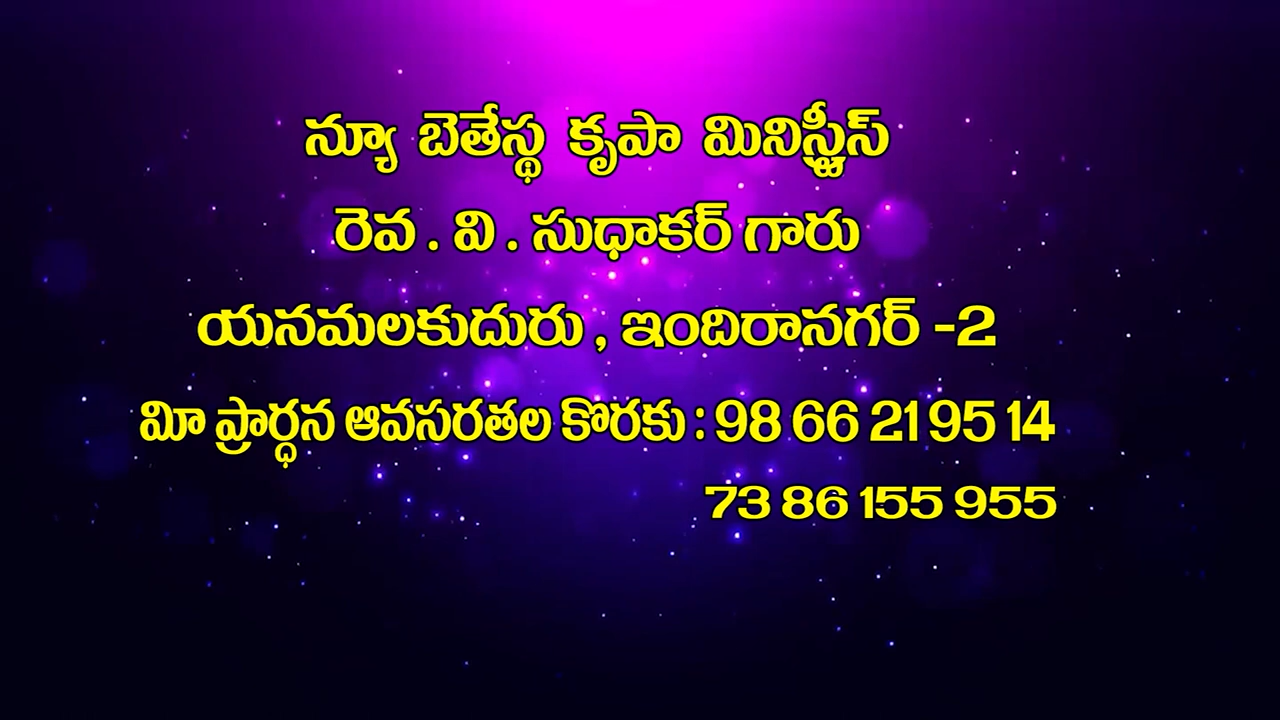 న్యూ బెతేస్థ కృపా మినిస్ట్రీస్
రెవ . వి . సుధాకర్ గారు
యనమలకుదురు , ఇందిరానగర్ -2
మీ ప్రార్ధన ఆవసరతల కొరకు : 98 66 21 95 14
73 86 155 955